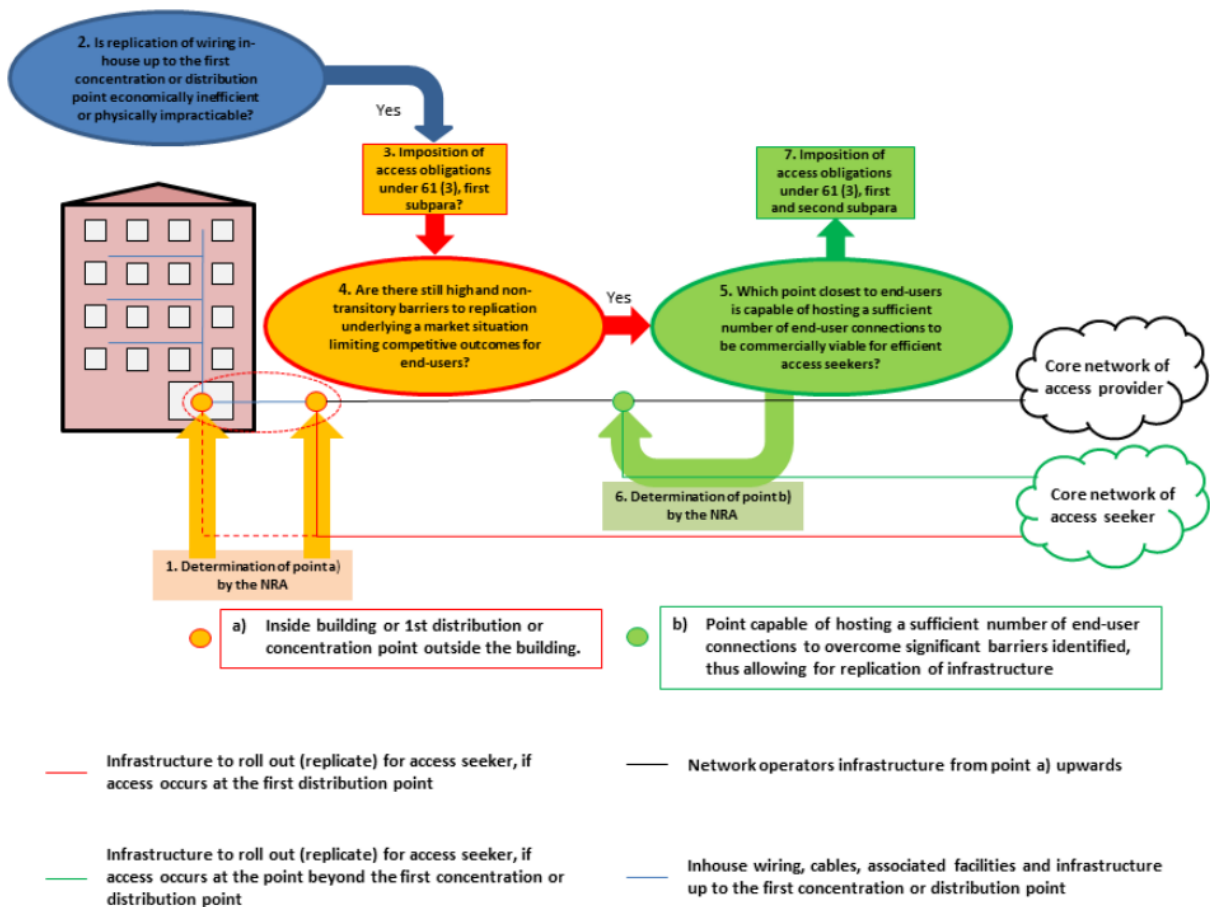 2. Is replication of wiring in-
house up to the first
concentration or distribution
point economically inefficient
or physically impracticable?
Yes
3. Imposition of
access obligations
under 61 (3), first
subpara?
7. Imposition of
access obligations
under 61 (3), first
and second subpara
4. Are there still high and non-
transitory barriers to replication
underlying a market situation
limiting competitive outcomes for
end-users?
Yes
5. Which point closest to end-users
is capable of hosting a sufficient
number of end-user connections to
be commercially viable for efficient
access seekers?
Core network of
access provider
6. Determination of point b)
by the NRA
Core network of
access seeker
1. Determination of point a)
by the NRA
a) Inside building or 1st distribution or
concentration point outside the building.
b) Point capable of hosting a sufficient number of end-user
connections to overcome significant barriers identified,
thus allowing for replication of infrastructure
Infrastructure to roll out (replicate) for access seeker, if
access occurs at the first distribution point
Network operators infrastructure from point a) upwards
Infrastructure to roll out (replicate) for access seeker, if
access occurs at the point beyond the first concentration or
distribution point
Inhouse wiring, cables, associated facilities and infrastructure
up to the first concentration or distribution point